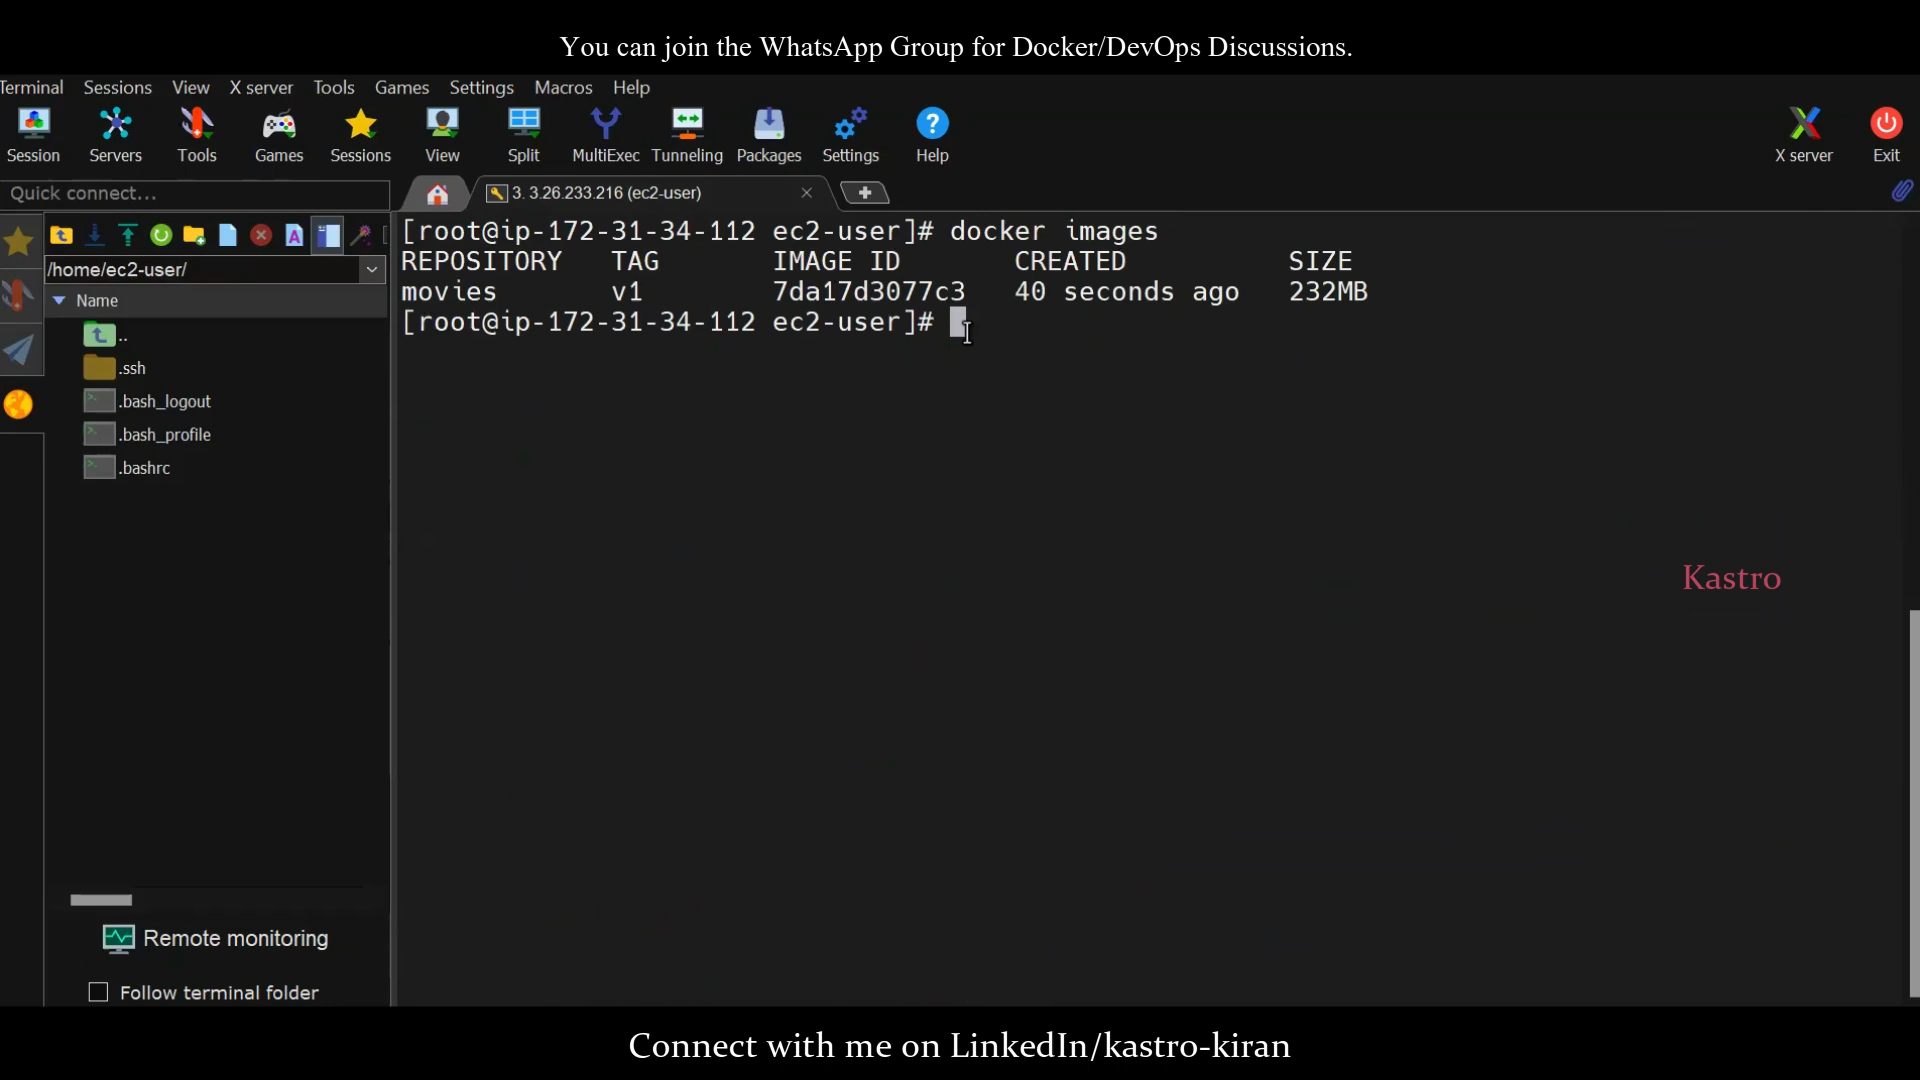 You can join the WhatsApp Group for Docker/DevOps Discussions.
Terminal Sessions View X server Tools Games Settings Macros Help
Session Servers Tools Games Sessions View Split MultiExec Tunneling Packages Settings Help X server Exit
Quick connect...
3. 3.26.233.216 (ec2-user)
/home/ec2-user/
Name
..
.ssh
.bash_logout
.bash_profile
.bashrc
[root@ip-172-31-34-112 ec2-user]# docker images
REPOSITORY TAG IMAGE ID CREATED SIZE
movies v1 7da17d3077c3 40 seconds ago 232MB
[root@ip-172-31-34-112 ec2-user]#
Kastro
Remote monitoring
Follow terminal folder
Connect with me on LinkedIn/kastro-kiran